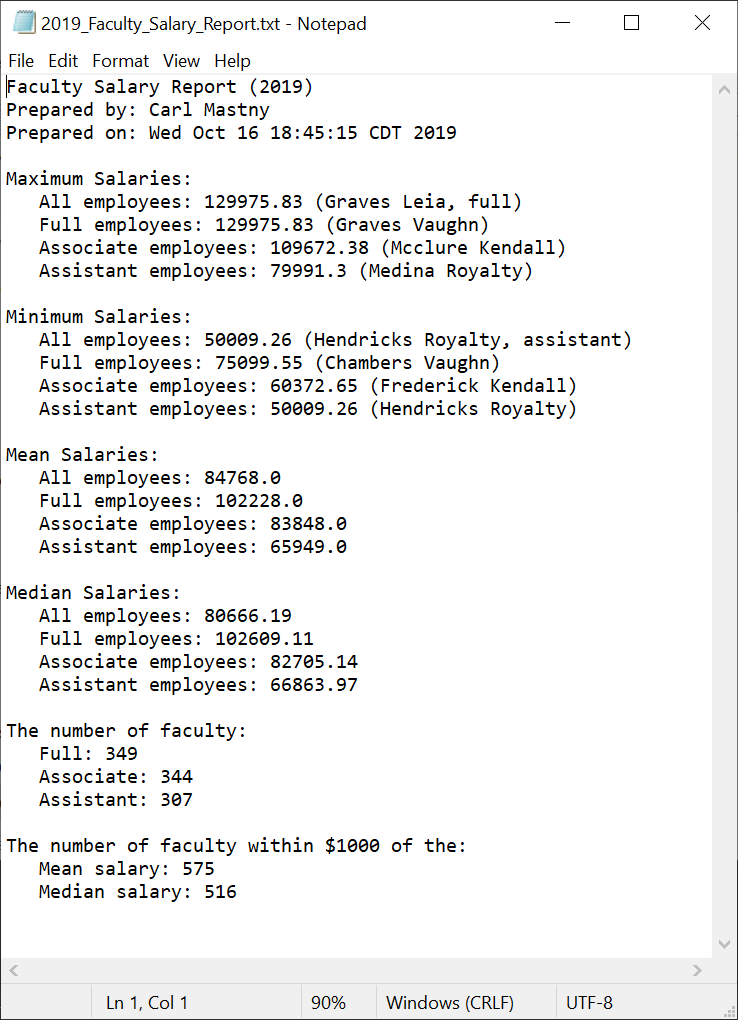 2019_Faculty_Salary_Report.txt - Notepad
File Edit Format View Help
Faculty Salary Report (2019)
Prepared by: Carl Mastny
Prepared on: Wed Oct 16 18:45:15 CDT 2019
Maximum Salaries:
All employees: 129975.83 (Graves Leia, full)
Full employees: 129975.83 (Graves Vaughn)
Associate employees: 109672.38 (Mcclure Kendall)
Assistant employees: 79991.3 (Medina Royalty)
Minimum Salaries:
All employees: 50009.26 (Hendricks Royalty, assistant)
Full employees: 75099.55 (Chambers Vaughn)
Associate employees: 60372.65 (Frederick Kendall)
Assistant employees: 50009.26 (Hendricks Royalty)
Mean Salaries:
All employees: 84768.0
Full employees: 102228.0
Associate employees: 83848.0
Assistant employees: 65949.0
Median Salaries:
All employees: 80666.19
Full employees: 102609.11
Associate employees: 82705.14
Assistant employees: 66863.97
The number of faculty:
Full: 349
Associate: 344
Assistant: 307
The number of faculty within $1000 of the:
Mean salary: 575
Median salary: 516
Ln 1, Col 1 90% Windows (CRLF) UTF-8